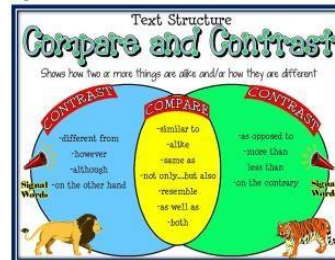 Text Structure
Compare and Contrast
Shows how two or more things are alike and/or how they are different
CONTRAST
COMPARE
CONTRAST
-different from
-however
-although
-on the other hand
Signal
Words
-similar to
-alike
-same as
-not only...but also
-resemble
-as well as
-both
-as opposed to
-more than
less than
-on the contrary
Signal
Words